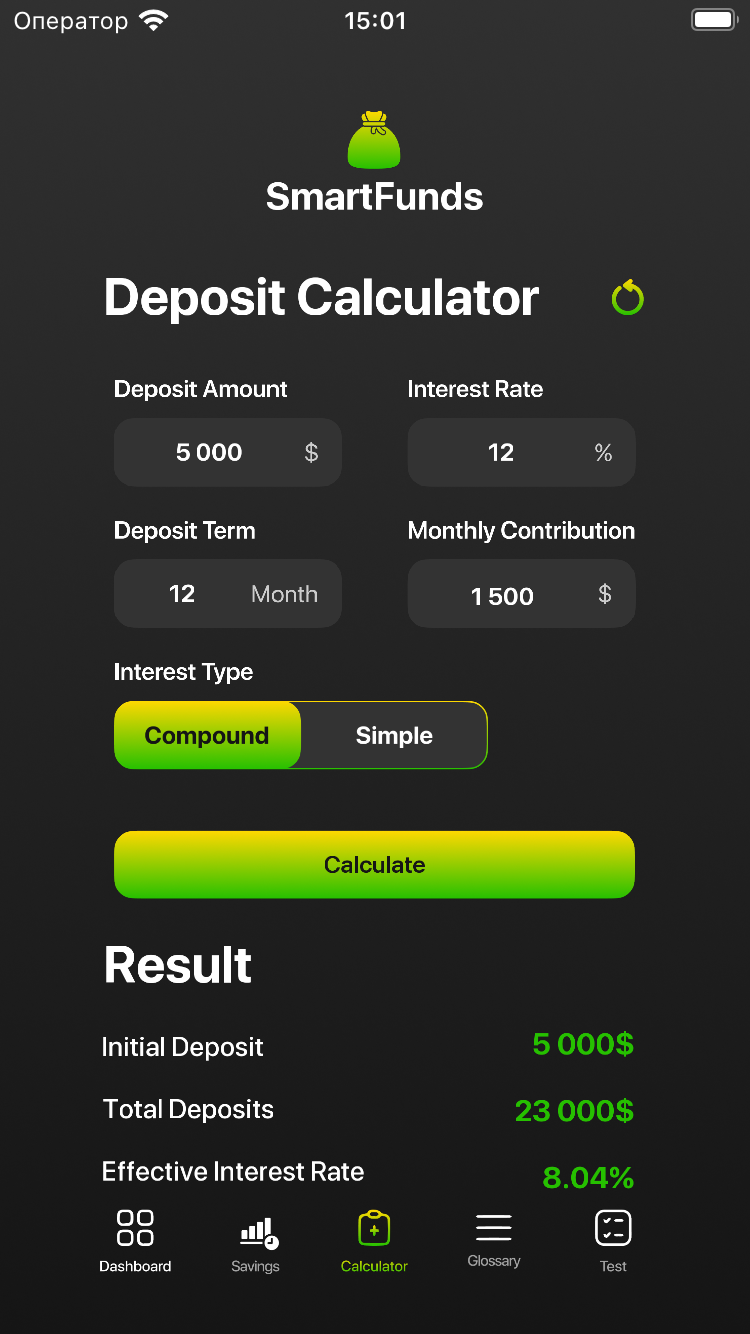 Оператор 15:01
SmartFunds
Deposit Calculator
Deposit Amount Interest Rate
5 000 $ 12 %
Deposit Term Monthly Contribution
12 Month 1 500 $
Interest Type
Compound Simple
Calculate
Result
Initial Deposit 5 000$
Total Deposits 23 000$
Effective Interest Rate 8.04%
Dashboard Savings Calculator Glossary Test